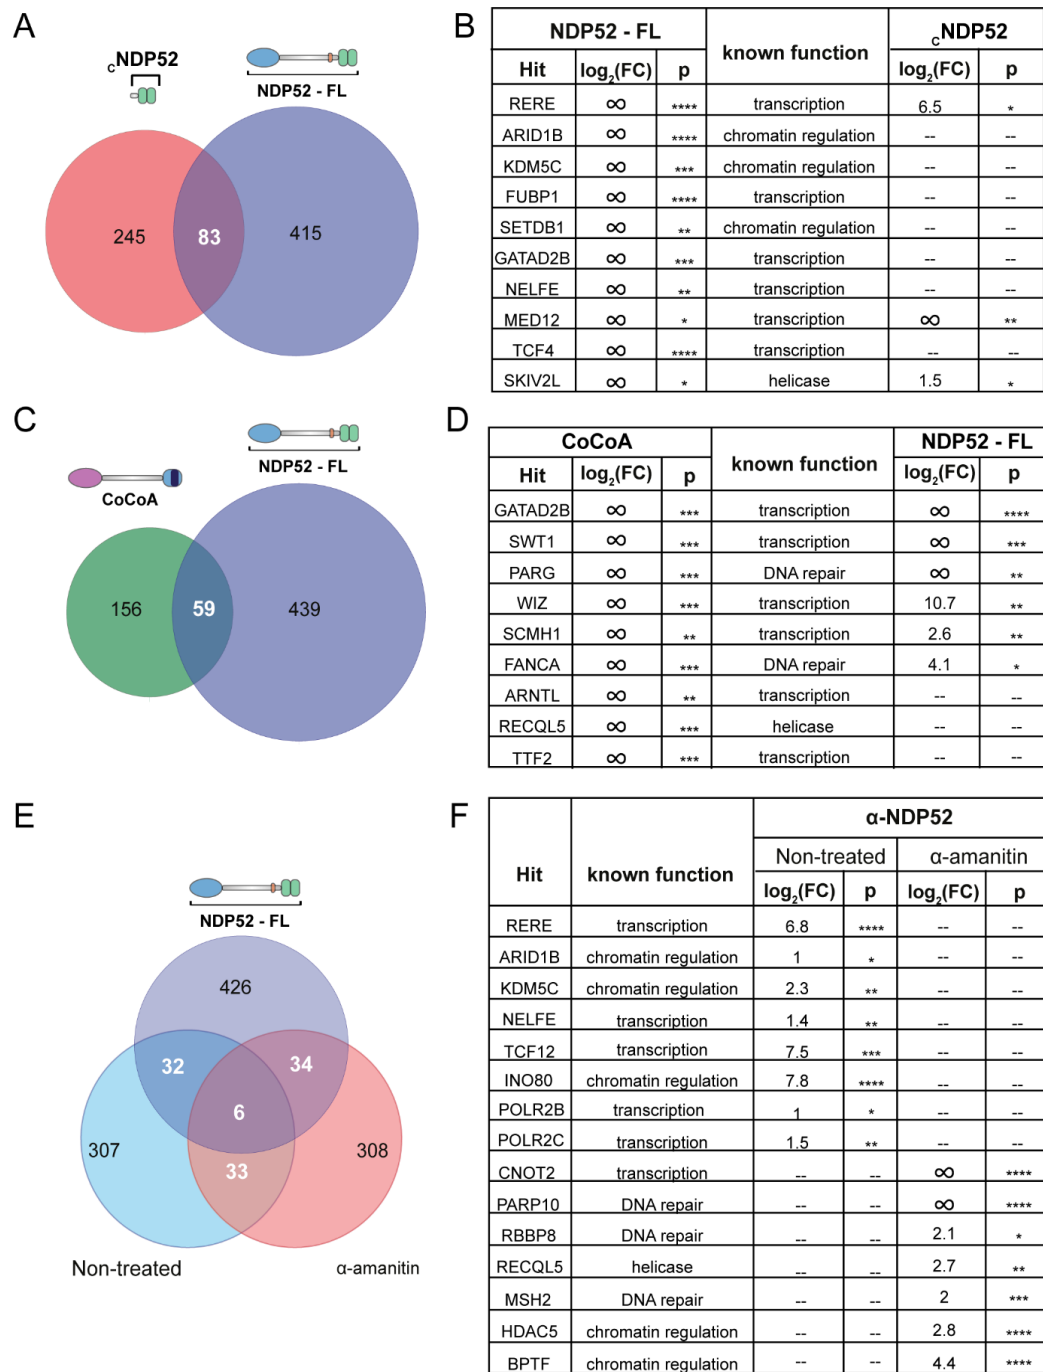 A
cNDP52
NDP52 - FL
245
83
415
B
NDP52 - FL known function cNDP52
Hit log2(FC) p log2(FC) p
RERE ∞ **** transcription 6.5 *
ARID1B ∞ **** chromatin regulation -- --
KDM5C ∞ *** chromatin regulation -- --
FUBP1 ∞ **** transcription -- --
SETDB1 ∞ ** chromatin regulation -- --
GATAD2B ∞ *** transcription -- --
NELFE ∞ ** transcription -- --
MED12 ∞ * transcription ∞ **
TCF4 ∞ **** transcription -- --
SKIV2L ∞ * helicase 1.5 *
C
CoCoA
NDP52 - FL
156
59
439
D
CoCoA known function NDP52 - FL
Hit log2(FC) p log2(FC) p
GATAD2B ∞ *** transcription ∞ ****
SWT1 ∞ *** transcription ∞ ***
PARG ∞ *** DNA repair ∞ **
WIZ ∞ *** transcription 10.7 **
SCMH1 ∞ ** transcription 2.6 **
FANCA ∞ *** DNA repair 4.1 *
ARNTL ∞ ** transcription -- --
RECQL5 ∞ *** helicase -- --
TTF2 ∞ *** transcription -- --
E
NDP52 - FL
426
32
34
6
307
308
33
Non-treated
α-amanitin
F
Hit known function α-NDP52
Non-treated α-amanitin
log2(FC) p log2(FC) p
RERE transcription 6.8 **** -- --
ARID1B chromatin regulation 1 * -- --
KDM5C chromatin regulation 2.3 ** -- --
NELFE transcription 1.4 ** -- --
TCF12 transcription 7.5 *** -- --
INO80 chromatin regulation 7.8 **** -- --
POLR2B transcription 1 * -- --
POLR2C transcription 1.5 ** -- --
CNOT2 transcription -- -- ∞ ****
PARP10 DNA repair -- -- ∞ ****
RBBP8 DNA repair -- -- 2.1 *
RECQL5 helicase -- -- 2.7 **
MSH2 DNA repair -- -- 2 ***
HDAC5 chromatin regulation -- -- 2.8 ****
BPTF chromatin regulation -- -- 4.4 ****